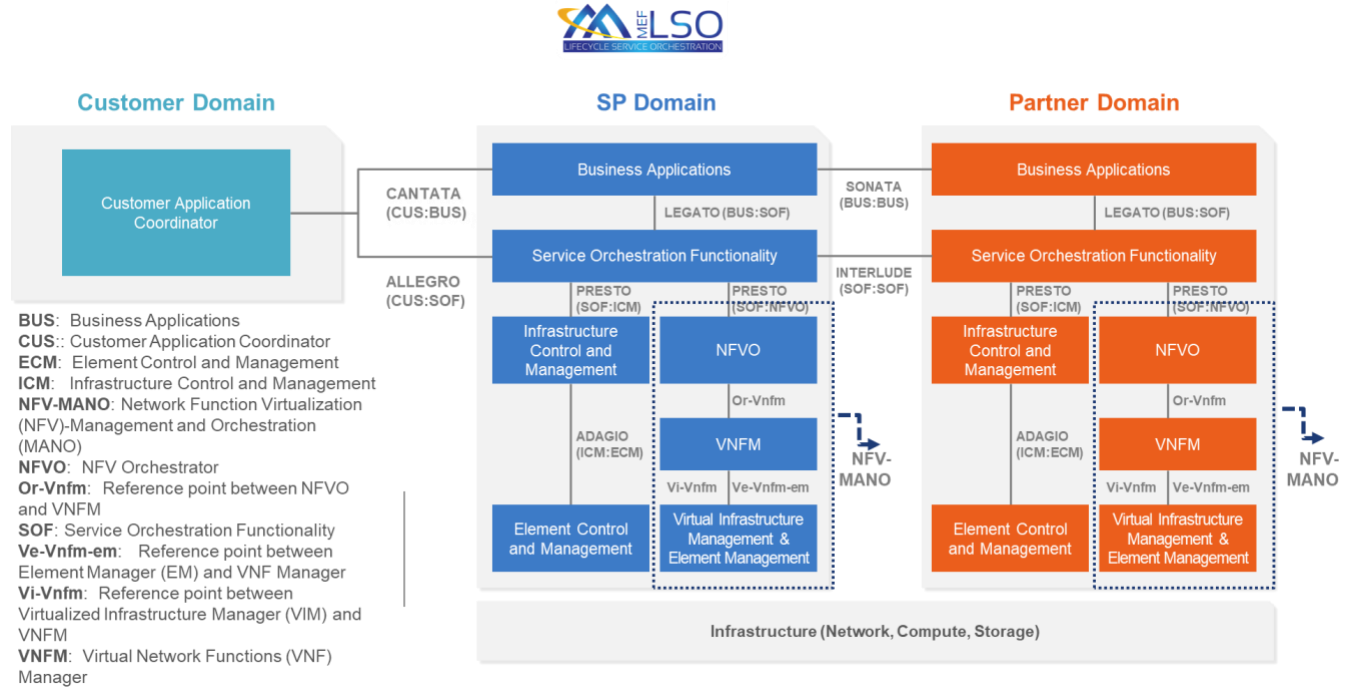 MEF LSO
LIFECYCLE SERVICE ORCHESTRATION
Customer Domain
SP Domain
Partner Domain
Customer Application
Coordinator
CANTATA
(CUS:BUS)
ALLEGRO
(CUS:SOF)
Business Applications
LEGATO (BUS:SOF)
Service Orchestration Functionality
PRESTO
(SOF:ICM)
PRESTO
(SOF:NFVO)
Infrastructure
Control and
Management
NFVO
Or-Vnfm
ADAGIO
(ICM:ECM)
VNFM
Vi-Vnfm
Ve-Vnfm-em
Element Control
and Management
Virtual Infrastructure
Management &
Element Management
NFV-
MANO
SONATA
(BUS:BUS)
INTERLUDE
(SOF:SOF)
Business Applications
LEGATO (BUS:SOF)
Service Orchestration Functionality
PRESTO
(SOF:ICM)
PRESTO
(SOF:NFVO)
Infrastructure
Control and
Management
NFVO
Or-Vnfm
ADAGIO
(ICM:ECM)
VNFM
Vi-Vnfm
Ve-Vnfm-em
Element Control
and Management
Virtual Infrastructure
Management &
Element Management
NFV-
MANO
BUS: Business Applications
CUS:: Customer Application Coordinator
ECM: Element Control and Management
ICM: Infrastructure Control and Management
NFV-MANO: Network Function Virtualization
(NFV)-Management and Orchestration
(MANO)
NFVO: NFV Orchestrator
Or-Vnfm: Reference point between NFVO
and VNFM
SOF: Service Orchestration Functionality
Ve-Vnfm-em: Reference point between
Element Manager (EM) and VNF Manager
Vi-Vnfm: Reference point between
Virtualized Infrastructure Manager (VIM) and
VNFM
VNFM: Virtual Network Functions (VNF)
Manager
Infrastructure (Network, Compute, Storage)